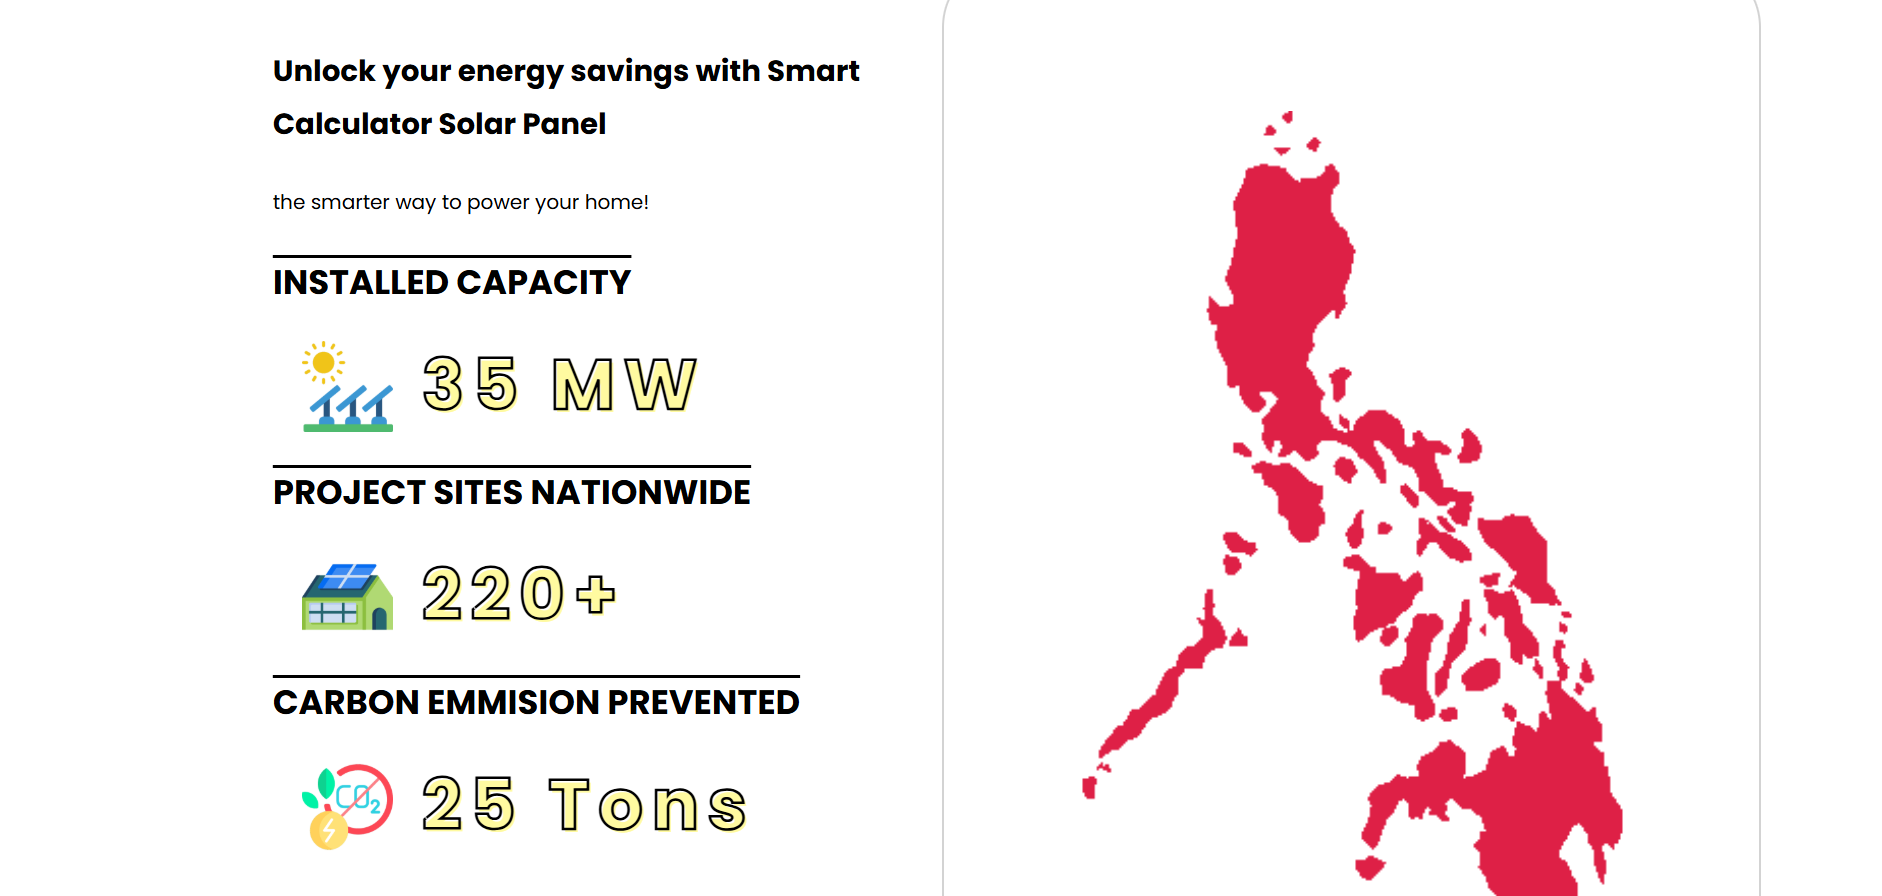 Unlock your energy savings with Smart
Calculator Solar Panel
the smarter way to power your home!
INSTALLED CAPACITY
35 MW
PROJECT SITES NATIONWIDE
220+
CARBON EMMISION PREVENTED
CO2
25 Tons